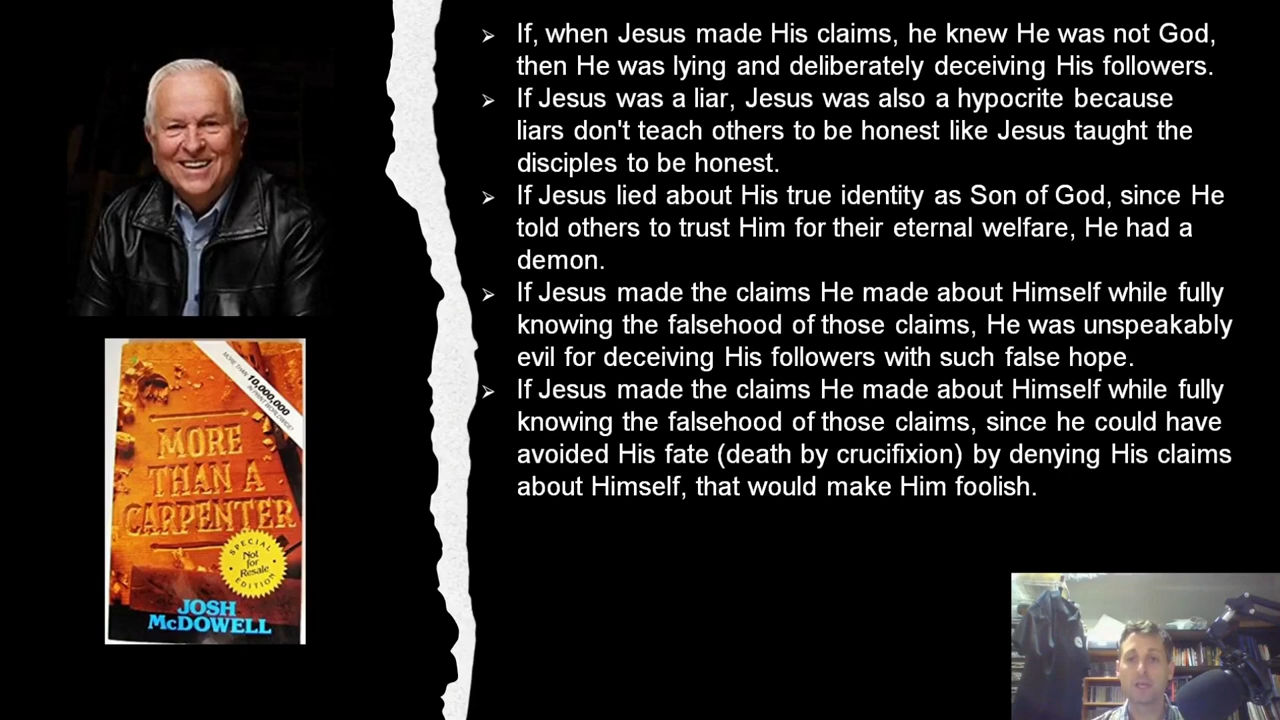 ➢ If, when Jesus made His claims, he knew He was not God,
then He was lying and deliberately deceiving His followers.
➢ If Jesus was a liar, Jesus was also a hypocrite because
liars don't teach others to be honest like Jesus taught the
disciples to be honest.
➢ If Jesus lied about His true identity as Son of God, since He
told others to trust Him for their eternal welfare, He had a
demon.
➢ If Jesus made the claims He made about Himself while fully
knowing the falsehood of those claims, He was unspeakably
evil for deceiving His followers with such false hope.
➢ If Jesus made the claims He made about Himself while fully
knowing the falsehood of those claims, since he could have
avoided His fate (death by crucifixion) by denying His claims
about Himself, that would make Him foolish.
MORE THAN
10,000,000
IN PRINT WORLDWIDE
MORE
THAN A
CARPENTER
SPECIAL
Not
for
Resale
EDITION
JOSH
McDOWELL